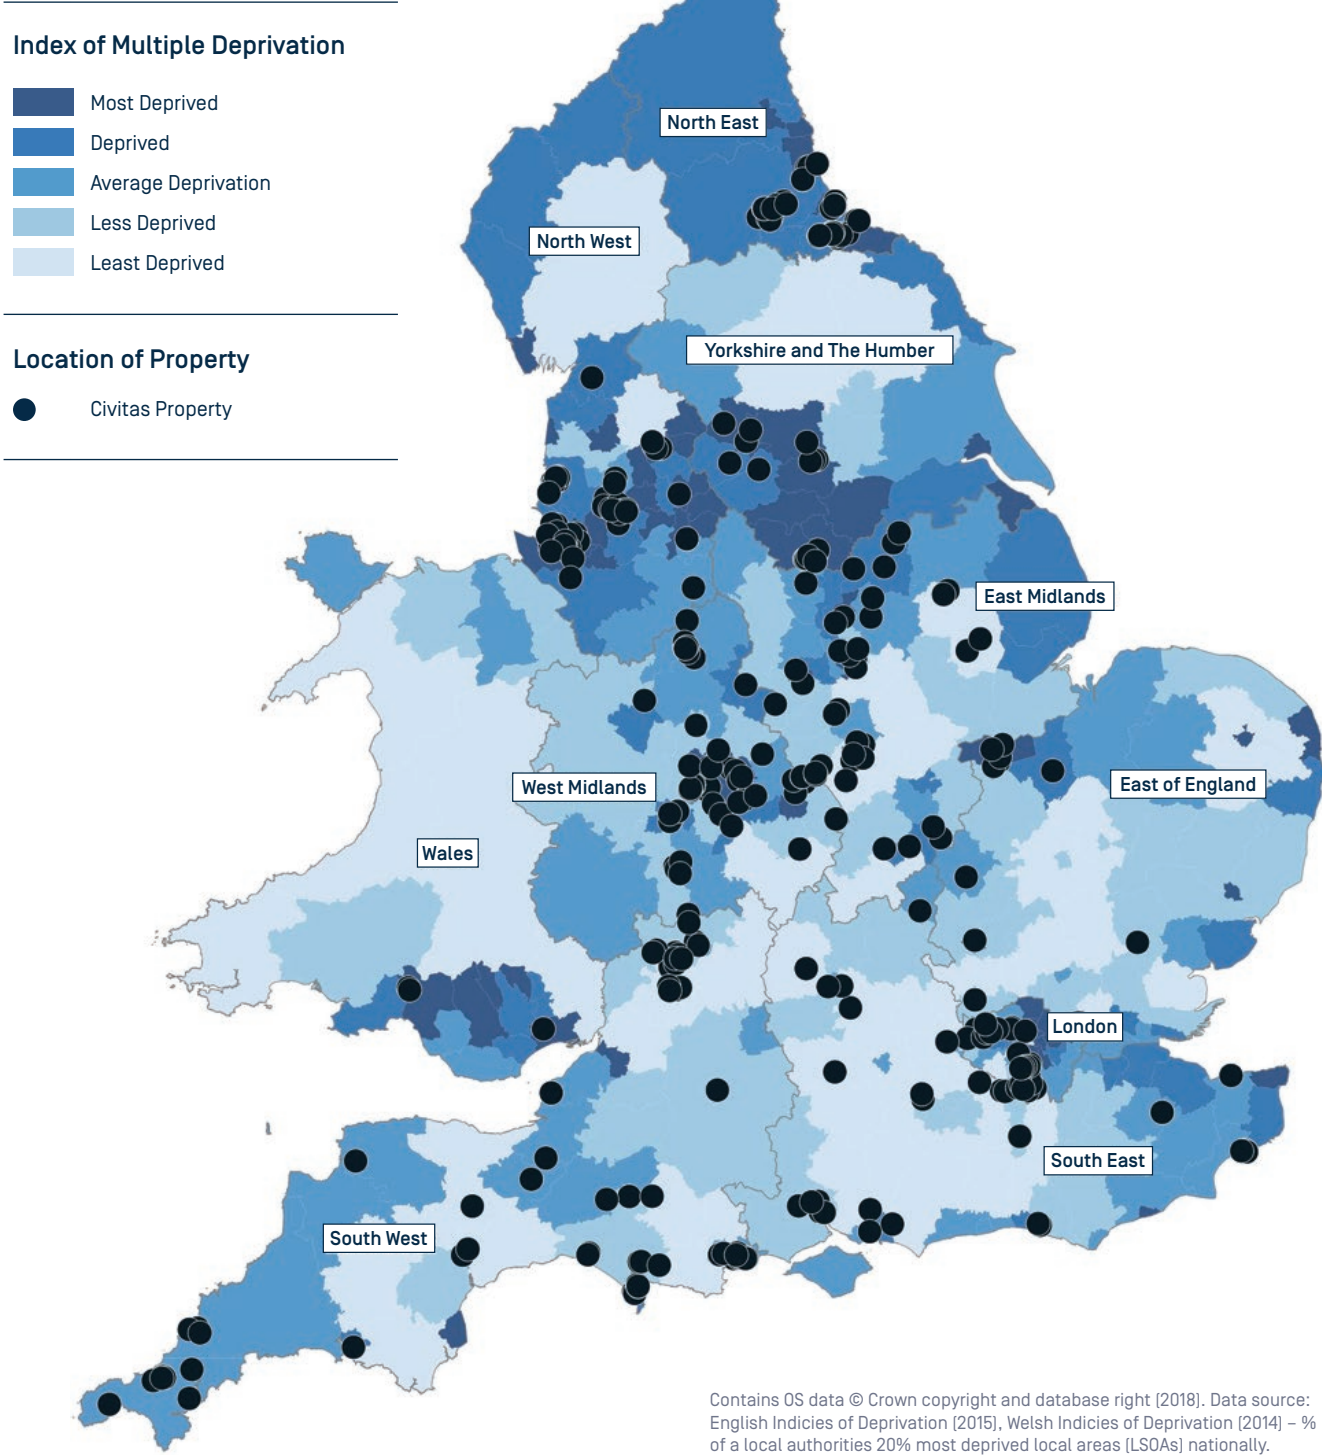 Index of Multiple Deprivation
Most Deprived
Deprived
Average Deprivation
Less Deprived
Least Deprived
Location of Property
Civitas Property
North East
North West
Yorkshire and The Humber
East Midlands
West Midlands
East of England
Wales
London
South East
South West
Contains OS data © Crown copyright and database right (2018). Data source:
English Indicies of Deprivation (2015), Welsh Indicies of Deprivation (2014) – %
of a local authorities 20% most deprived local areas (LSOAs) nationally.